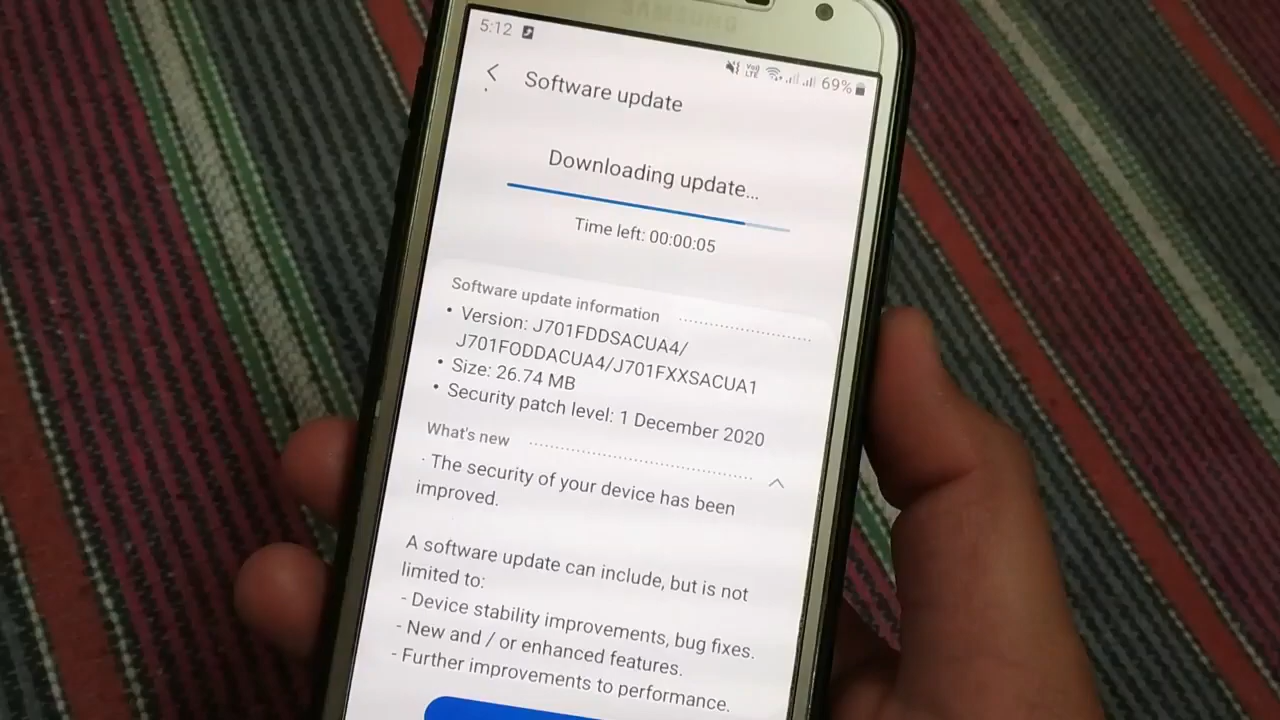 SAMSUNG
5:12
Vo) LTE 69%
Software update
Downloading update...
Time left: 00:00:05
Software update information
• Version: J701FDDSACUA4/
J701FODDACUA4/J701FXXSACUA1
• Size: 26.74 MB
• Security patch level: 1 December 2020
What's new
· The security of your device has been
improved.
A software update can include, but is not
limited to:
- Device stability improvements, bug fixes.
- New and / or enhanced features.
- Further improvements to performance.